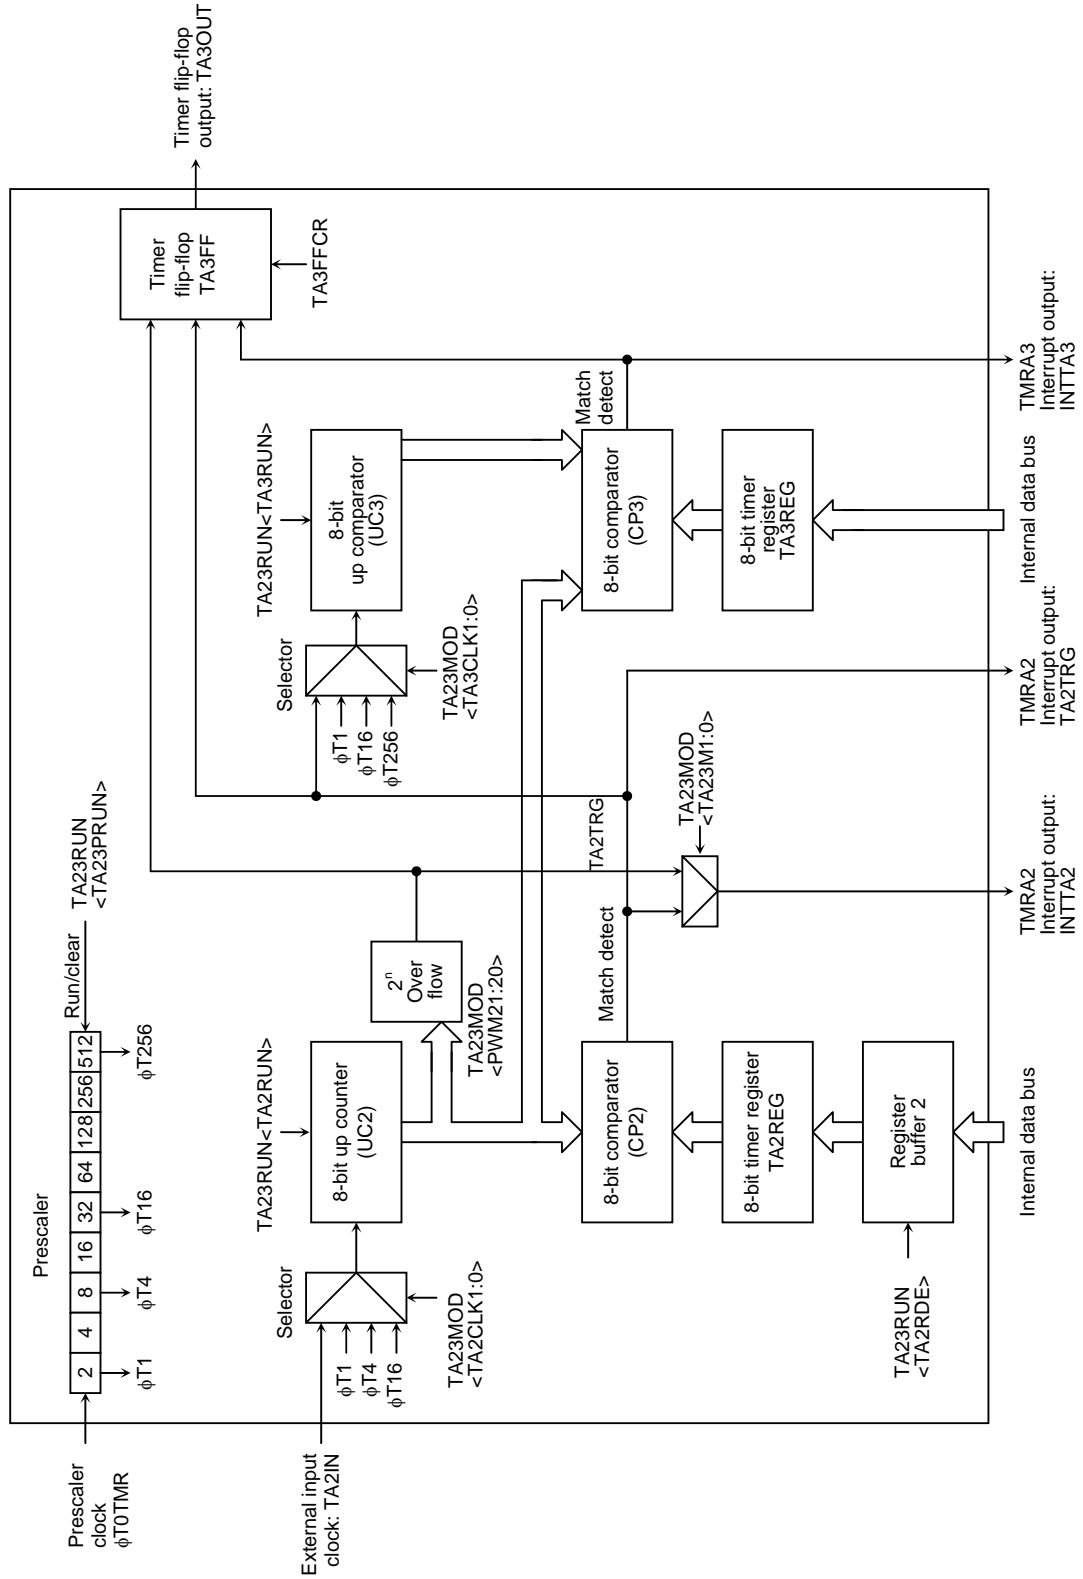 Prescaler
Prescaler
clock
ϕT0TMR
2
4
8
16
32
64
128
256
512
Run/clear
TA23RUN
<TA23PRUN>
ϕT1
ϕT4
ϕT16
ϕT256
External input
clock: TA2IN
Selector
ϕT1
ϕT4
ϕT16
TA23MOD
<TA2CLK1:0>
TA23RUN<TA2RUN>
8-bit up counter
(UC2)
2n
Over
flow
TA23MOD
<PWM21:20>
Selector
ϕT1
ϕT16
ϕT256
TA23MOD
<TA3CLK1:0>
TA23RUN<TA3RUN>
8-bit
up comparator
(UC3)
Timer
flip-flop
TA3FF
TA3FFCR
Timer flip-flop
output: TA3OUT
8-bit comparator
(CP2)
Match detect
TA2TRG
8-bit comparator
(CP3)
Match
detect
8-bit timer register
TA2REG
TA23MOD
<TA23M1:0>
8-bit timer
register
TA3REG
Register
buffer 2
TA23RUN
<TA2RDE>
Internal data bus
TMRA2
Interrupt output:
INTTA2
TMRA2
Interrupt output:
TA2TRG
Internal data bus
TMRA3
Interrupt output:
INTTA3